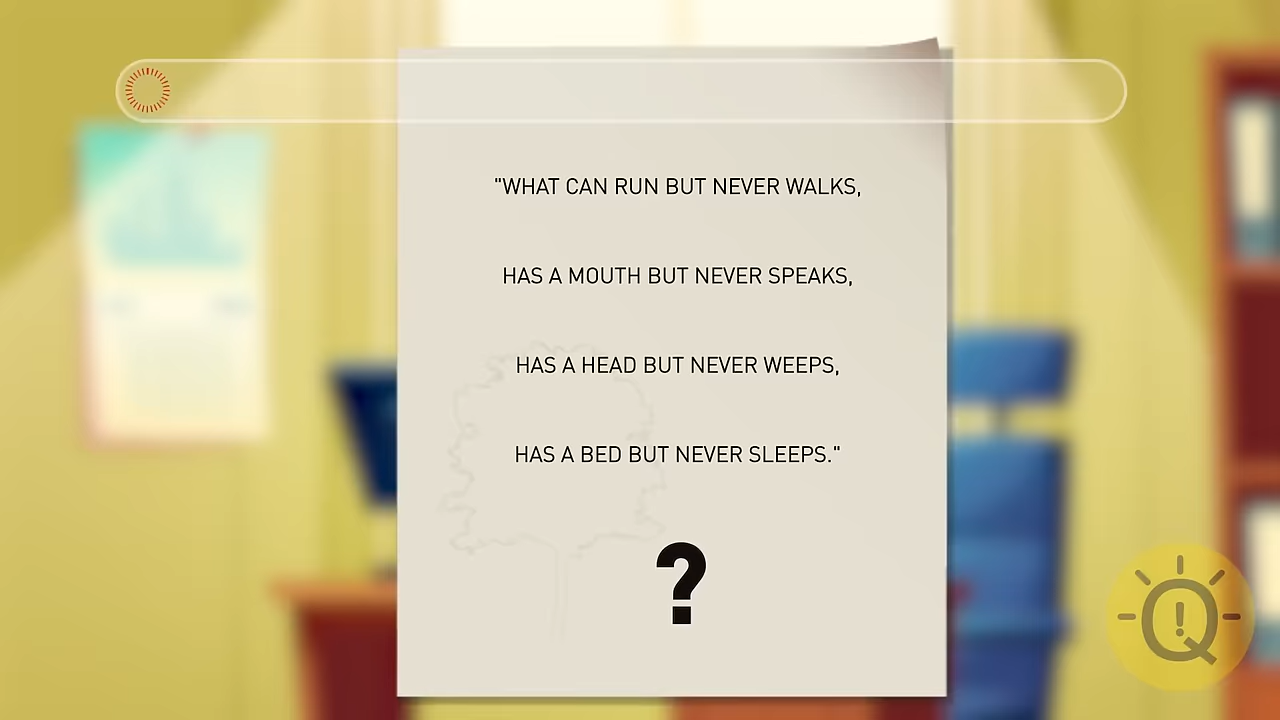 "WHAT CAN RUN BUT NEVER WALKS,
HAS A MOUTH BUT NEVER SPEAKS,
HAS A HEAD BUT NEVER WEEPS,
HAS A BED BUT NEVER SLEEPS."
?
Q!